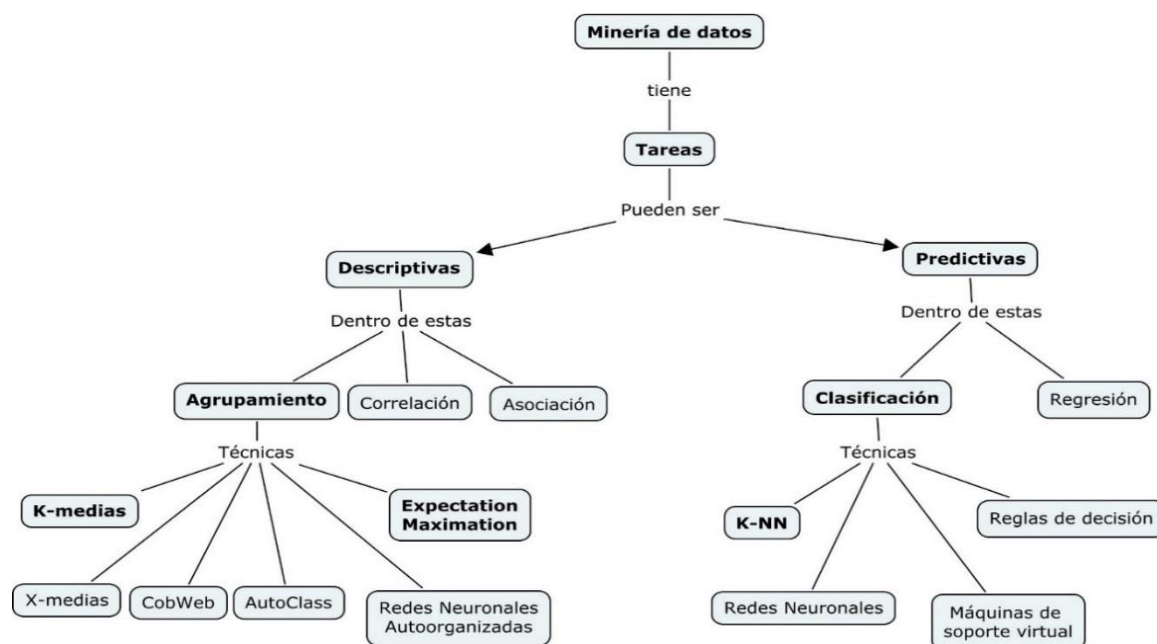 Minería de datos
tiene
Tareas
Pueden ser
Descriptivas
Predictivas
Dentro de estas
Dentro de estas
Agrupamiento
Correlación
Asociación
Clasificación
Regresión
Técnicas
Técnicas
K-medias
Expectation
Maximation
K-NN
Reglas de decisión
X-medias
CobWeb
AutoClass
Redes Neuronales
Autoorganizadas
Redes Neuronales
Máquinas de
soporte virtual